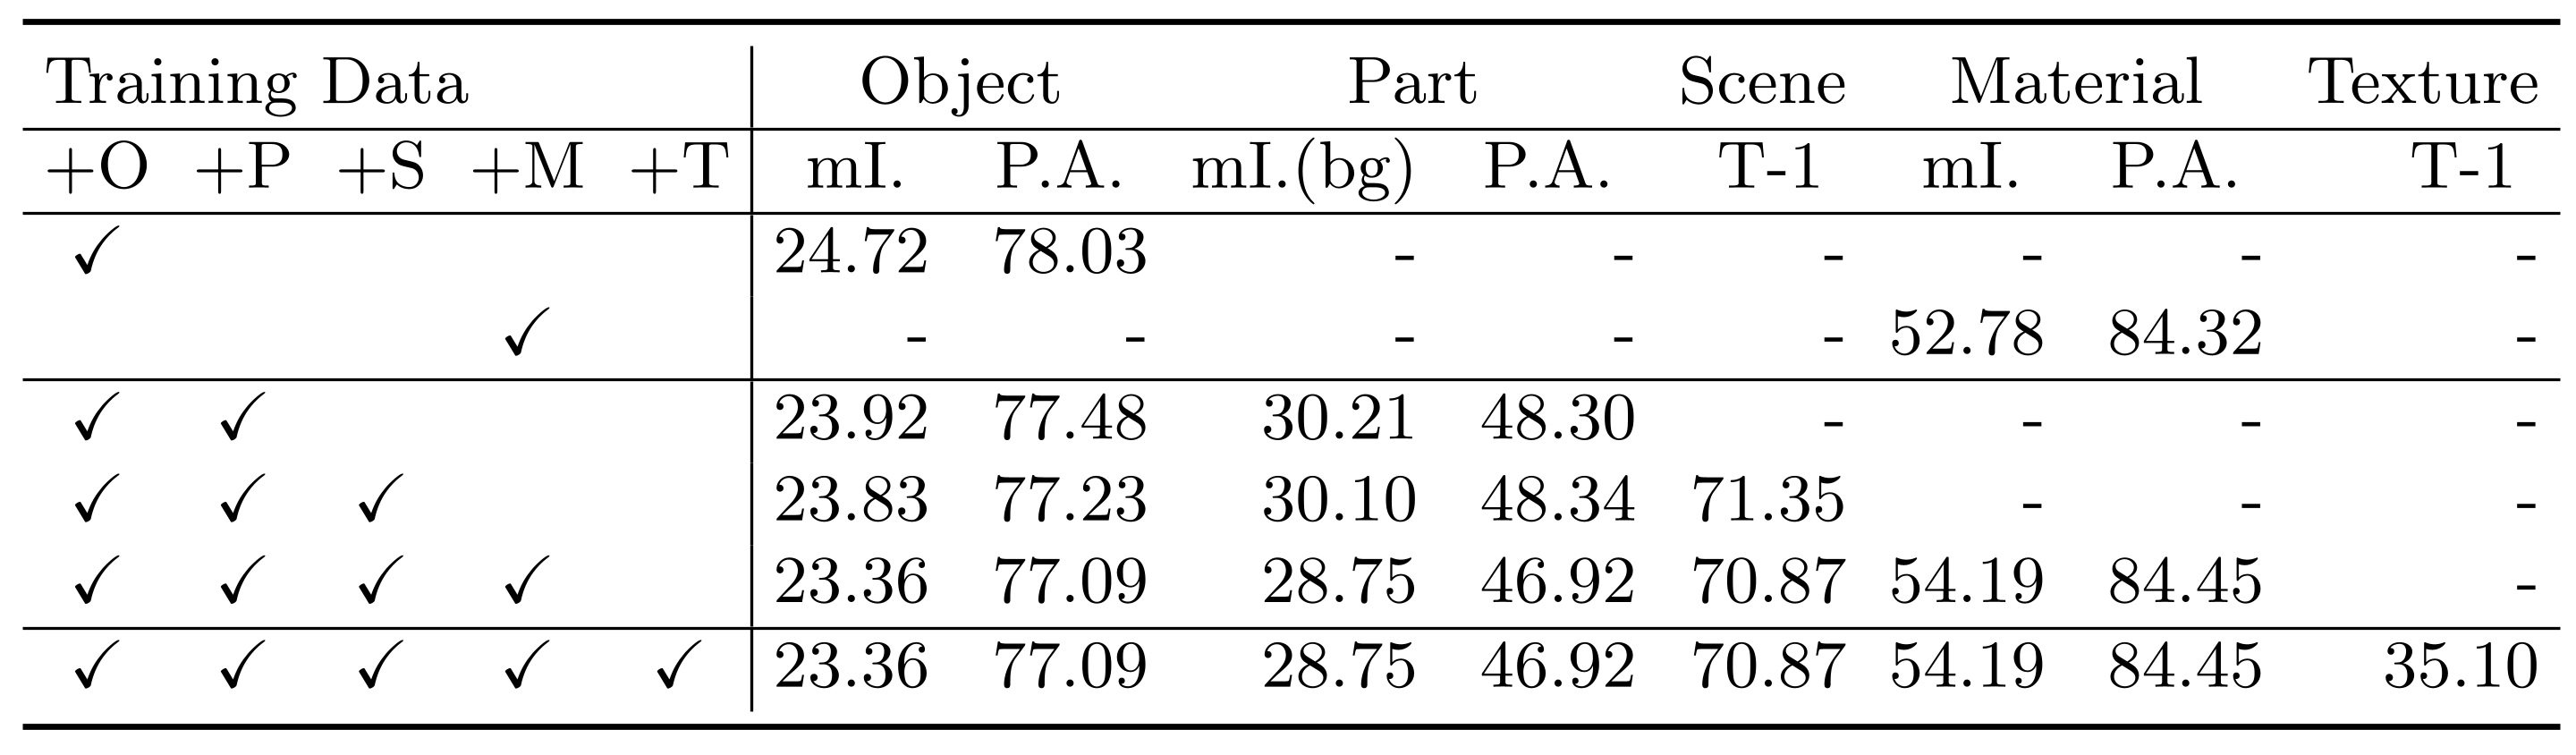 Training Data Object Part Scene Material Texture
+O +P +S +M +T mI. P.A. mI.(bg) P.A. T-1 mI. P.A. T-1
✓ 24.72 78.03 - - - - - -
✓ - - - - - 52.78 84.32 -
✓ ✓ 23.92 77.48 30.21 48.30 - - - -
✓ ✓ ✓ 23.83 77.23 30.10 48.34 71.35 - - -
✓ ✓ ✓ ✓ 23.36 77.09 28.75 46.92 70.87 54.19 84.45 -
✓ ✓ ✓ ✓ ✓ 23.36 77.09 28.75 46.92 70.87 54.19 84.45 35.10